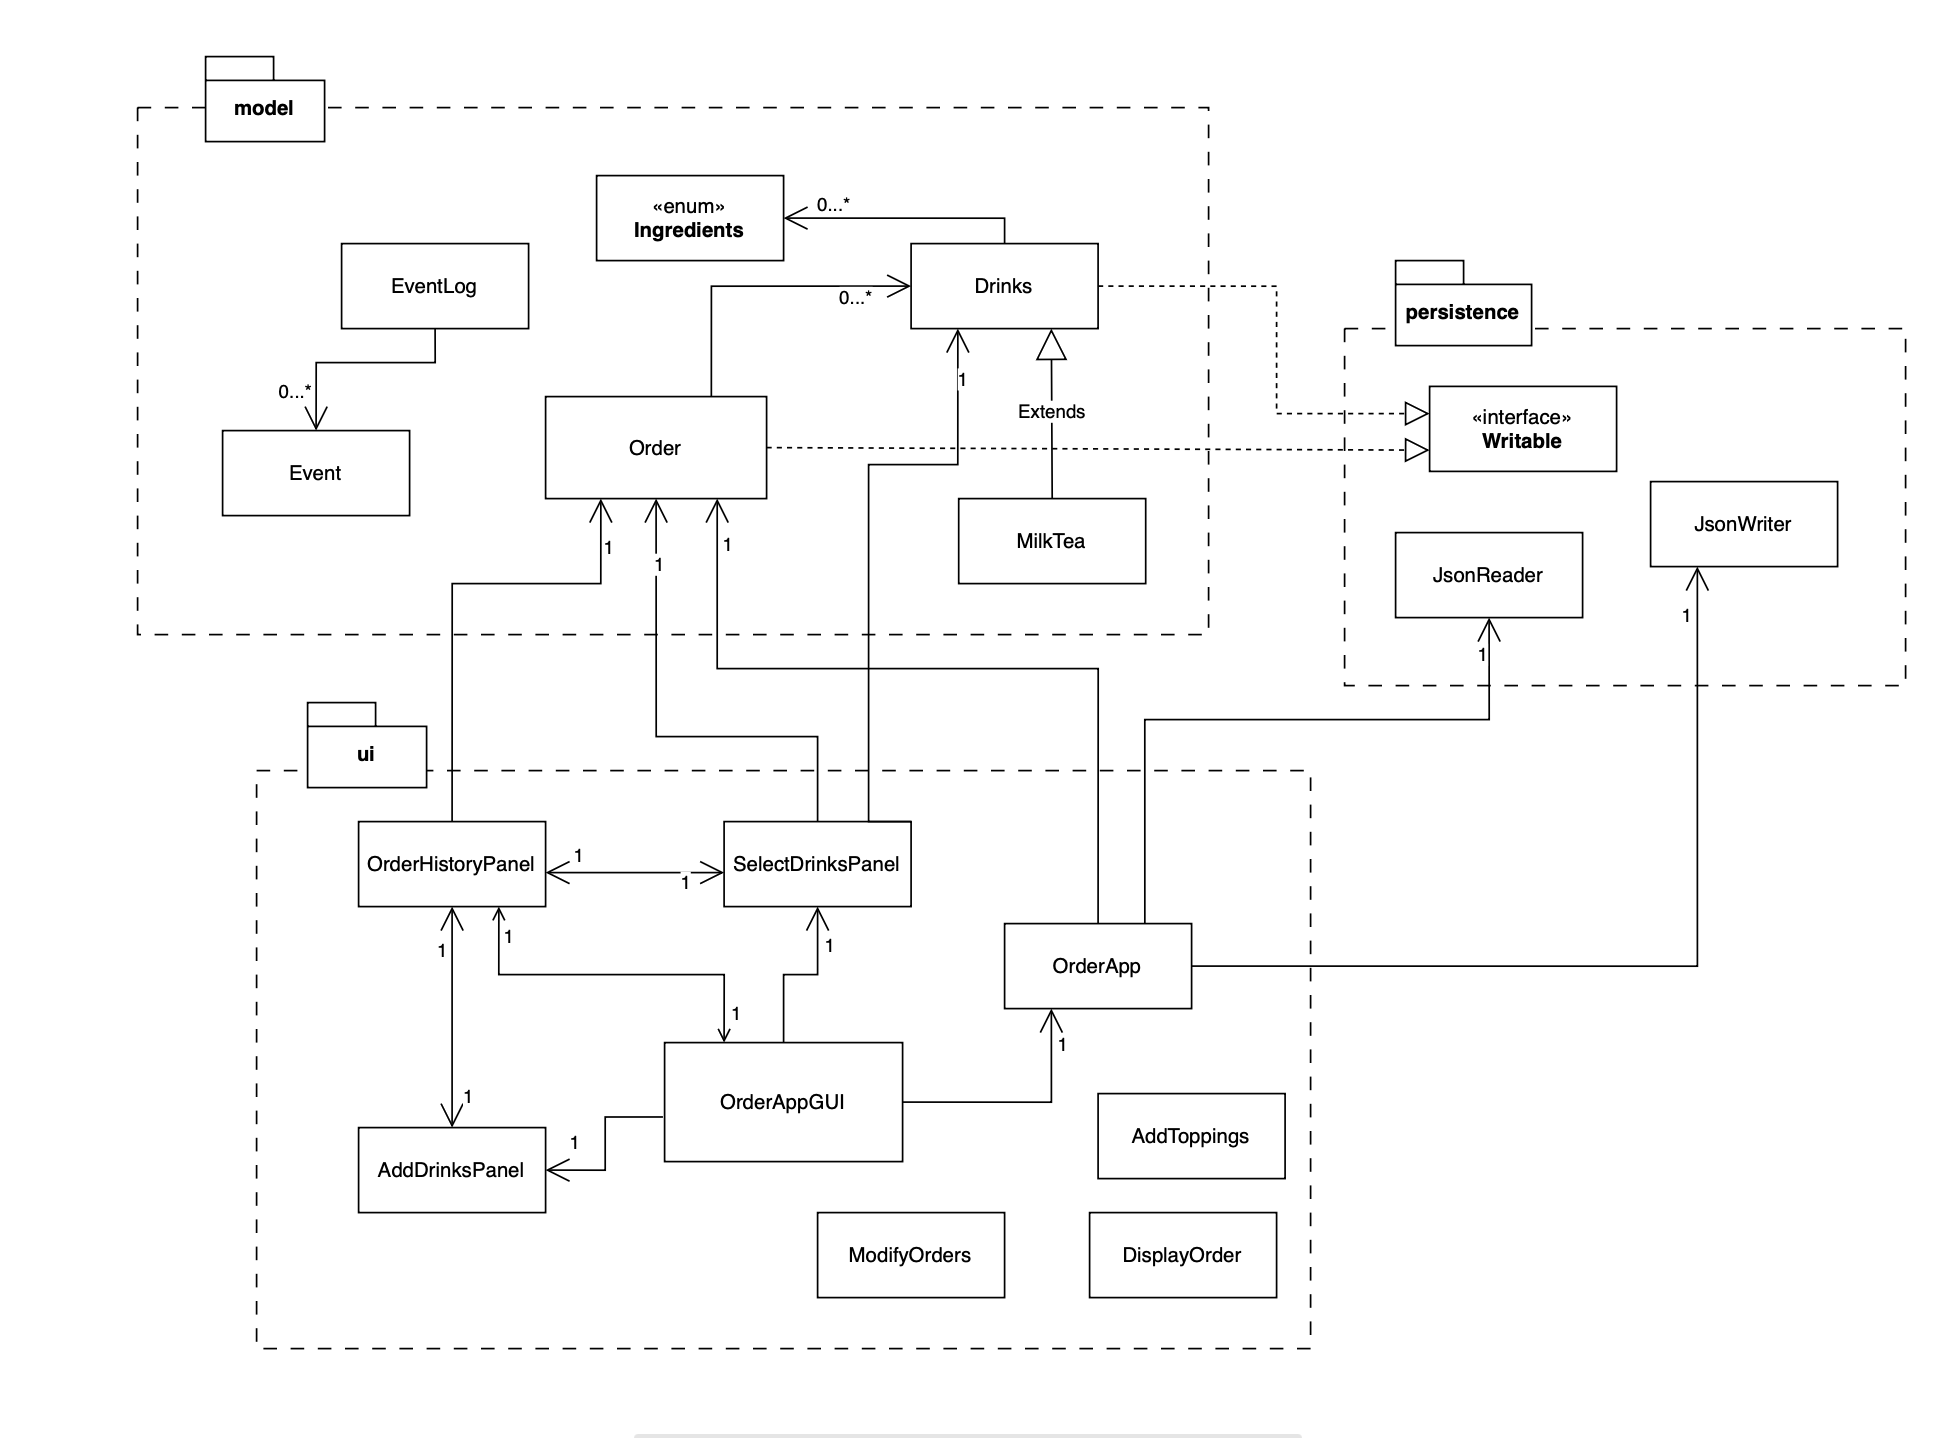 model
«enum»
Ingredients
0...*
EventLog
Drinks
0...*
persistence
0...*
1
Extends
«interface»
Writable
Order
Event
JsonWriter
MilkTea
JsonReader
1
1
1
1
1
ui
OrderHistoryPanel
1
1
SelectDrinksPanel
1
1
1
OrderApp
1
1
OrderAppGUI
1
1
AddToppings
AddDrinksPanel
ModifyOrders
DisplayOrder